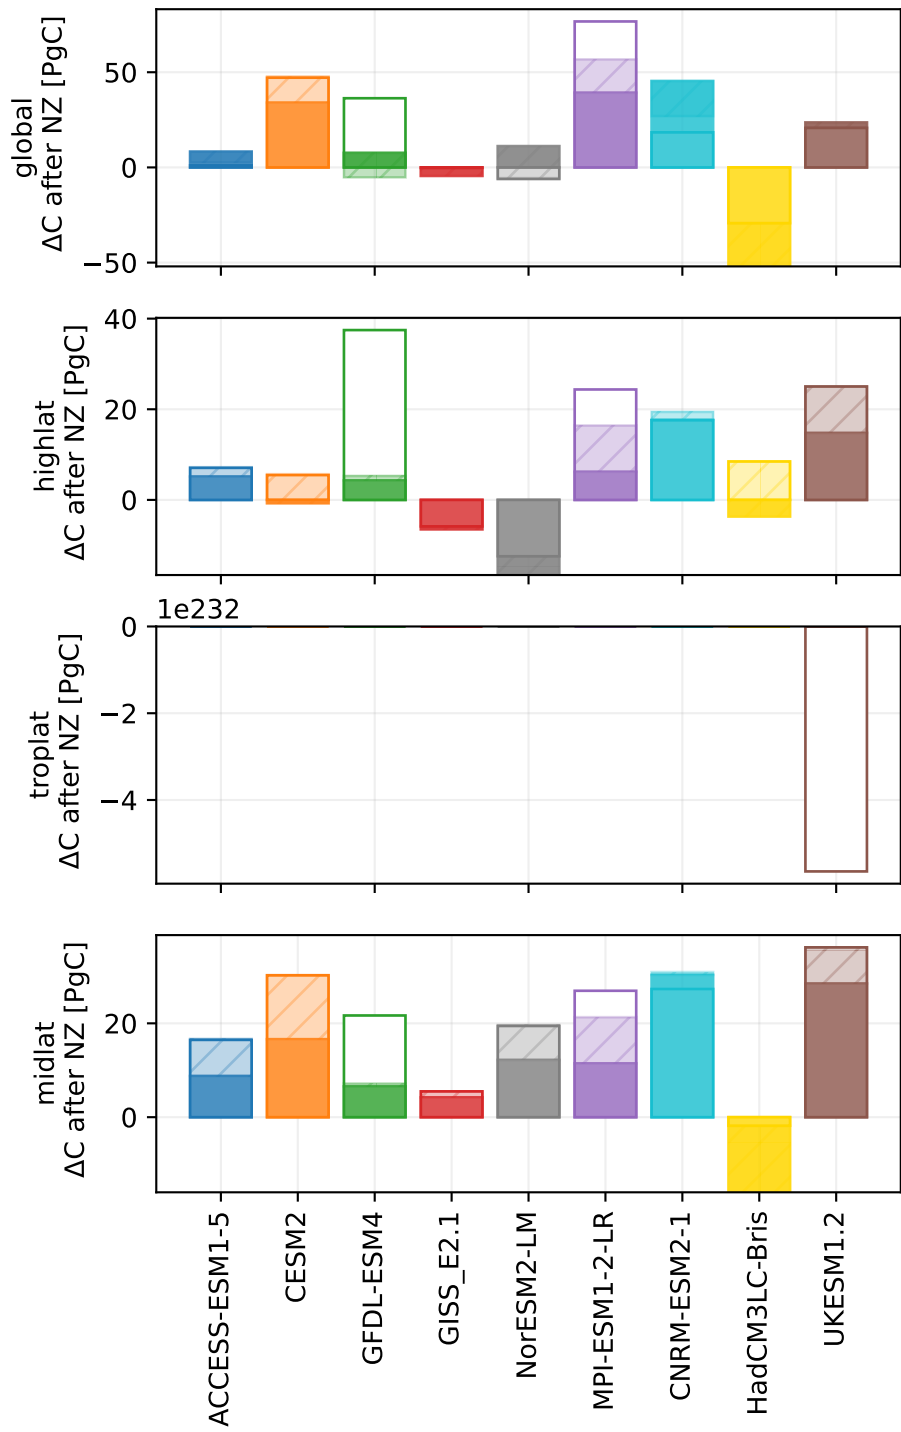 global
ΔC after NZ [PgC]
50
0
−50
highlat
ΔC after NZ [PgC]
40
20
0
1e232
troplat
ΔC after NZ [PgC]
0
−2
−4
midlat
ΔC after NZ [PgC]
20
0
ACCESS-ESM1-5
CESM2
GFDL-ESM4
GISS_E2.1
NorESM2-LM
MPI-ESM1-2-LR
CNRM-ESM2-1
HadCM3LC-Bris
UKESM1.2